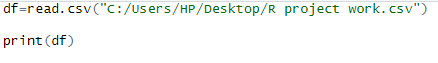 df=read.csv("C:/Users/HP/Desktop/R project work.csv")
print(df)